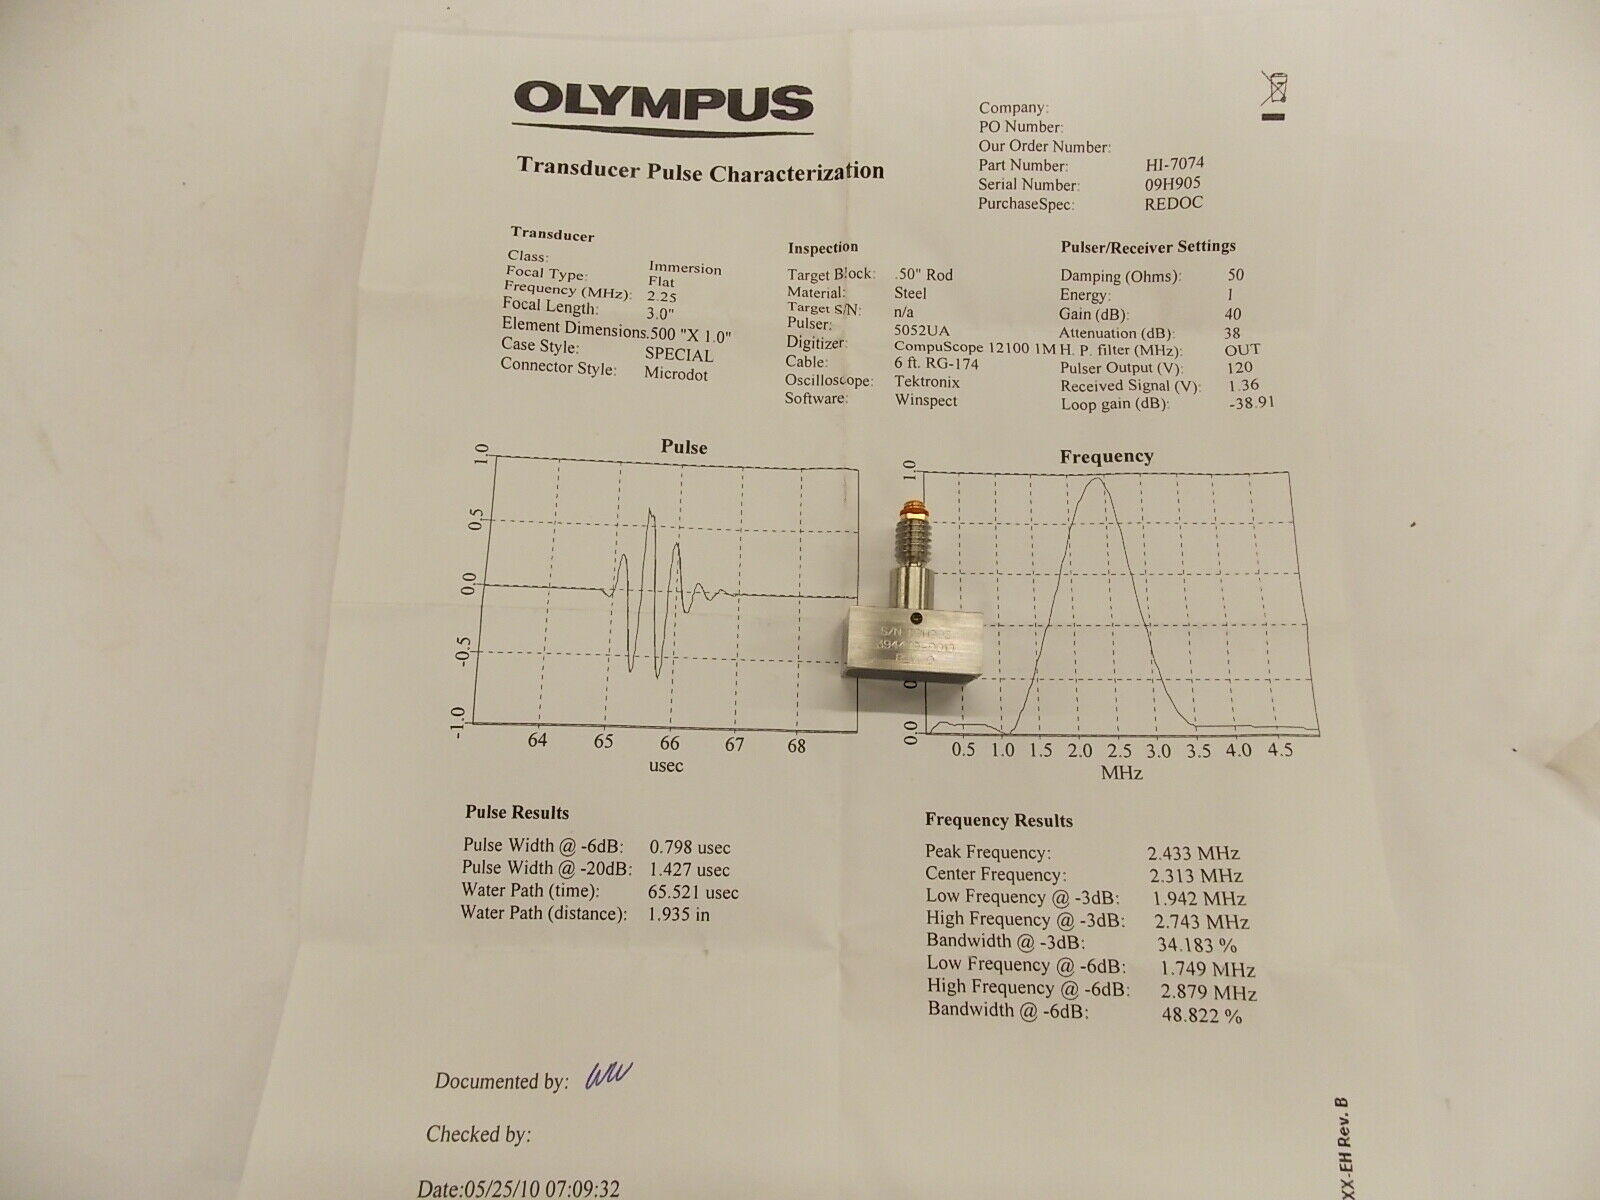 OLYMPUS
Transducer Pulse Characterization
Company:
PO Number:
Our Order Number:
Part Number: HI-7074
Serial Number: 09H905
PurchaseSpec: REDOC
Transducer
Class: Immersion
Focal Type: Flat
Frequency (MHz): 2.25
Focal Length: 3.0"
Element Dimensions.500 "X 1.0"
Case Style: SPECIAL
Connector Style: Microdot
Inspection
Target Block: .50" Rod
Material: Steel
Target S/N: n/a
Pulser: 5052UA
Digitizer: CompuScope 12100 1M
Cable: 6 ft. RG-174
Oscilloscope: Tektronix
Software: Winspect
Pulser/Receiver Settings
Damping (Ohms): 50
Energy: 1
Gain (dB): 40
Attenuation (dB): 38
H. P. filter (MHz): OUT
Pulser Output (V): 120
Received Signal (V): 1.36
Loop gain (dB): -38.91
Pulse
1.0
0.5
0.0
-0.5
-1.0
64 65 66 67 68
usec
Frequency
1.0
0.0
0.5 1.0 1.5 2.0 2.5 3.0 3.5 4.0 4.5
MHz
S/N
Pulse Results
Pulse Width @ -6dB: 0.798 usec
Pulse Width @ -20dB: 1.427 usec
Water Path (time): 65.521 usec
Water Path (distance): 1.935 in
Frequency Results
Peak Frequency: 2.433 MHz
Center Frequency: 2.313 MHz
Low Frequency @ -3dB: 1.942 MHz
High Frequency @ -3dB: 2.743 MHz
Bandwidth @ -3dB: 34.183 %
Low Frequency @ -6dB: 1.749 MHz
High Frequency @ -6dB: 2.879 MHz
Bandwidth @ -6dB: 48.822 %
Documented by: WW
Checked by:
Date:05/25/10 07:09:32
XX-EH Rev. B